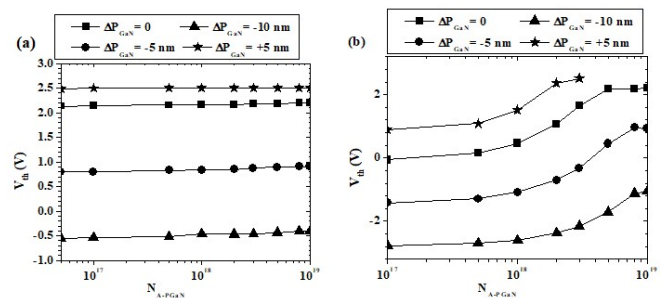 (a)
ΔP_GaN = 0
ΔP_GaN = -10 nm
ΔP_GaN = -5 nm
ΔP_GaN = +5 nm
3.0
2.5
2.0
1.5
1.0
0.5
0.0
-0.5
-1.0
V_th (V)
10^17
10^18
10^19
N_A-PGaN
(b)
ΔP_GaN = 0
ΔP_GaN = -10 nm
ΔP_GaN = -5 nm
ΔP_GaN = +5 nm
2
0
-2
V_th (V)
10^17
10^18
10^19
N_A-PGaN